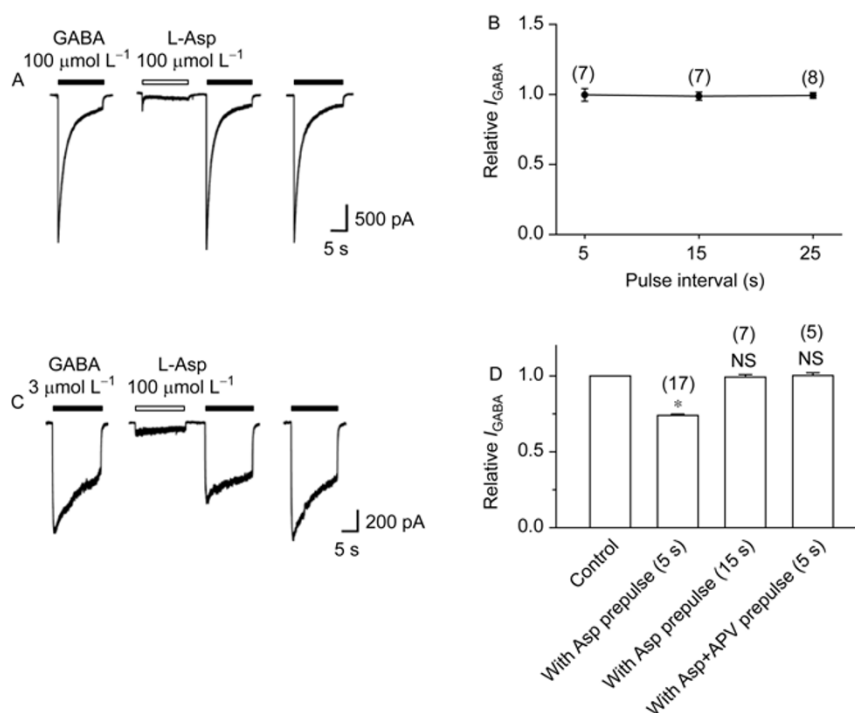 GABA L-Asp
100 μmol L⁻¹ 100 μmol L⁻¹
A
500 pA
5 s
B
1.5
1.0
0.5
0.0
Relative I_GABA
(7) (7) (8)
5 15 25
Pulse interval (s)
GABA L-Asp
3 μmol L⁻¹ 100 μmol L⁻¹
C
200 pA
5 s
D
1.0
0.5
0.0
Relative I_GABA
(17)
*
(7)
NS
(5)
NS
Control
With Asp prepulse (5 s)
With Asp prepulse (15 s)
With Asp+APV prepulse (5 s)